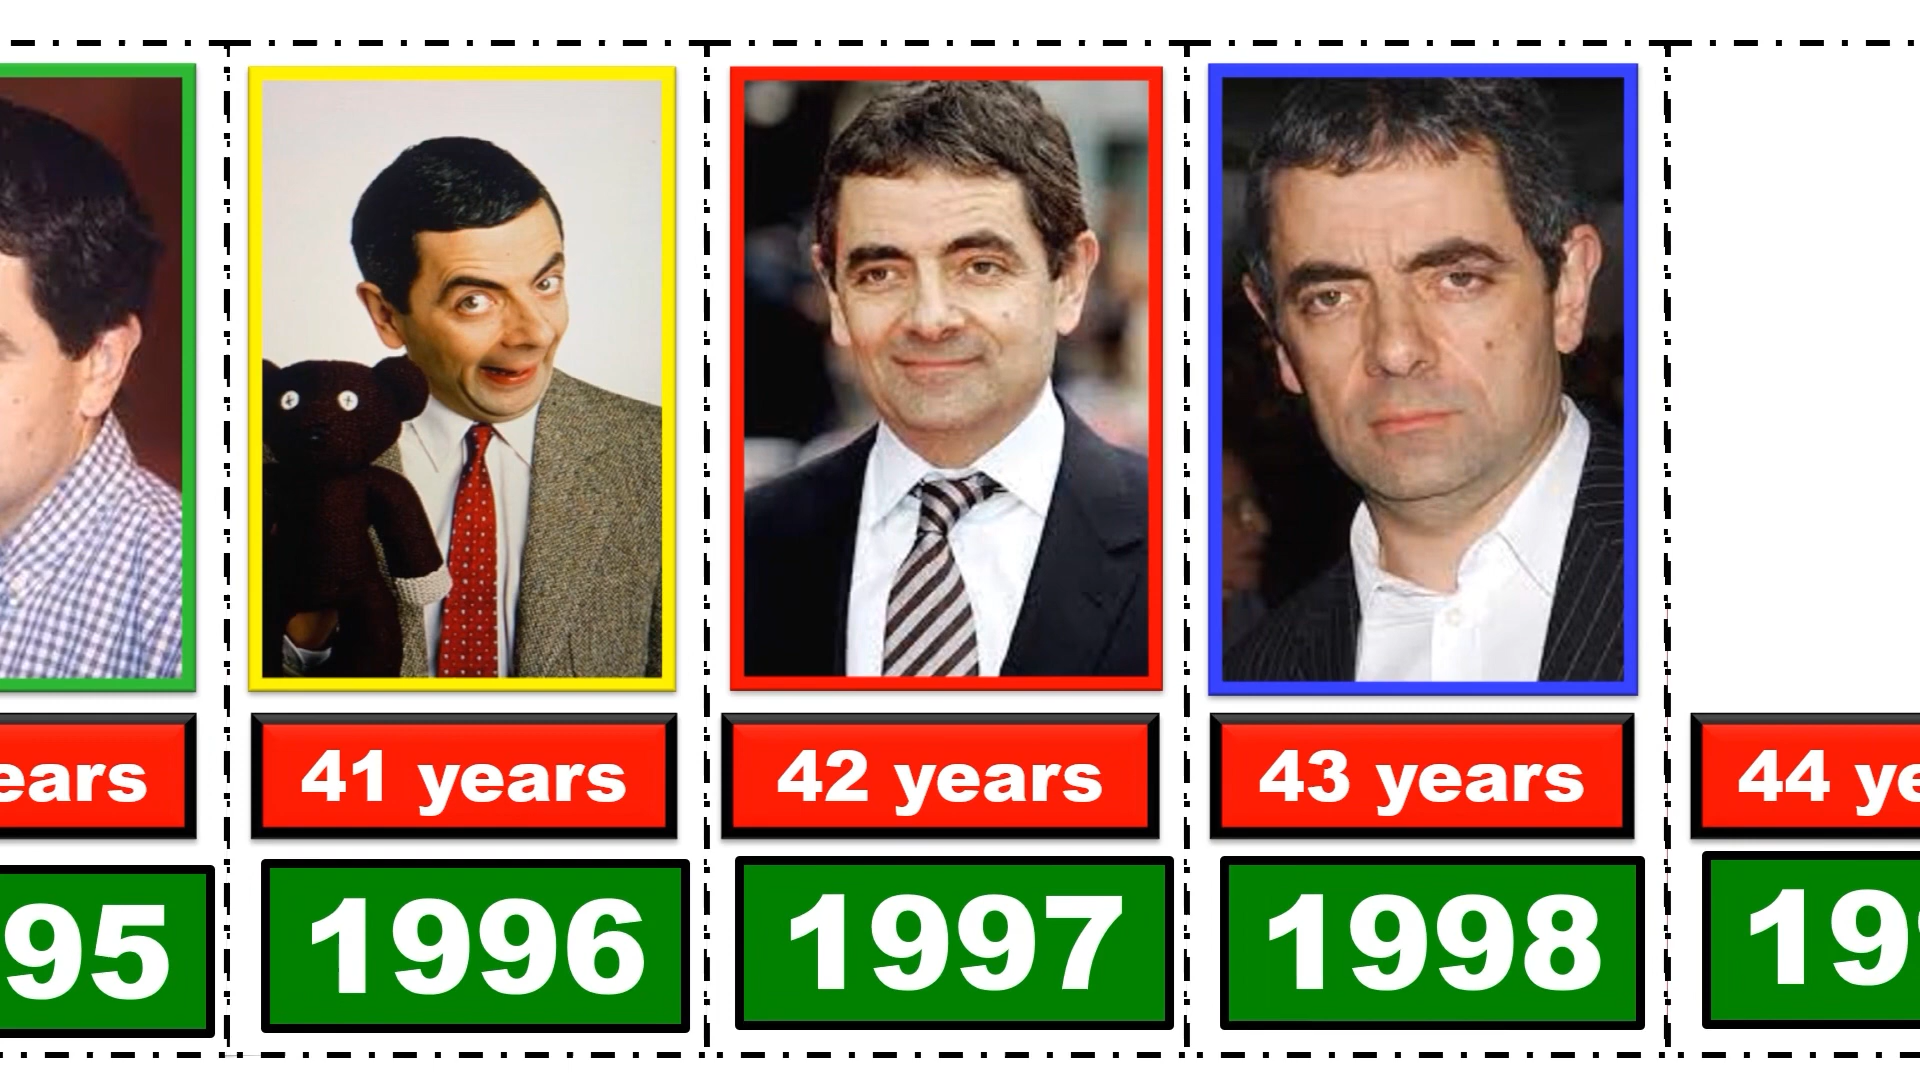 ears
41 years
42 years
43 years
44 ye
95
1996
1997
1998
19